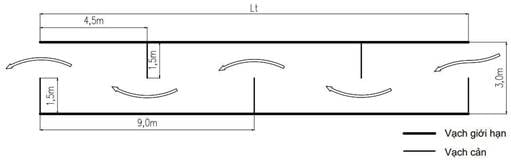 Lt
4,5m
1,5m
3,0m
1,5m
9,0m
Vạch giới hạn
Vạch cản